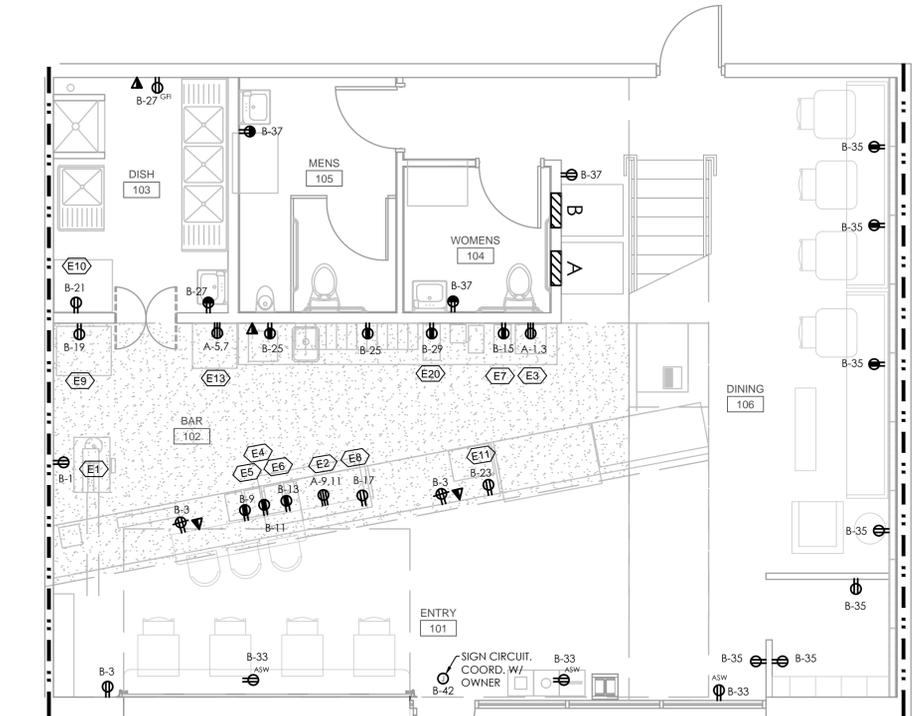 B-27 GFI
B-37
MENS
105
DISH
103
B-35
B-37
B
B-35
WOMENS
104
A
E10
B-21
B-27
B-37
B-19
A-5,7
B-25
B-25
B-29
B-15
A-1,3
B-35
E9
E13
E20
E7
E3
DINING
106
BAR
102
E4
E5
E6
E2
E8
E11
E1
B-1
A-9,11
B-23
B-13
B-17
B-9
B-3
B-3
B-11
B-35
B-35
ENTRY
101
SIGN CIRCUIT.
COORD. W/
OWNER
B-33
ASW
B-33
ASW
B-35
B-35
B-3
B-42
ASW
B-33